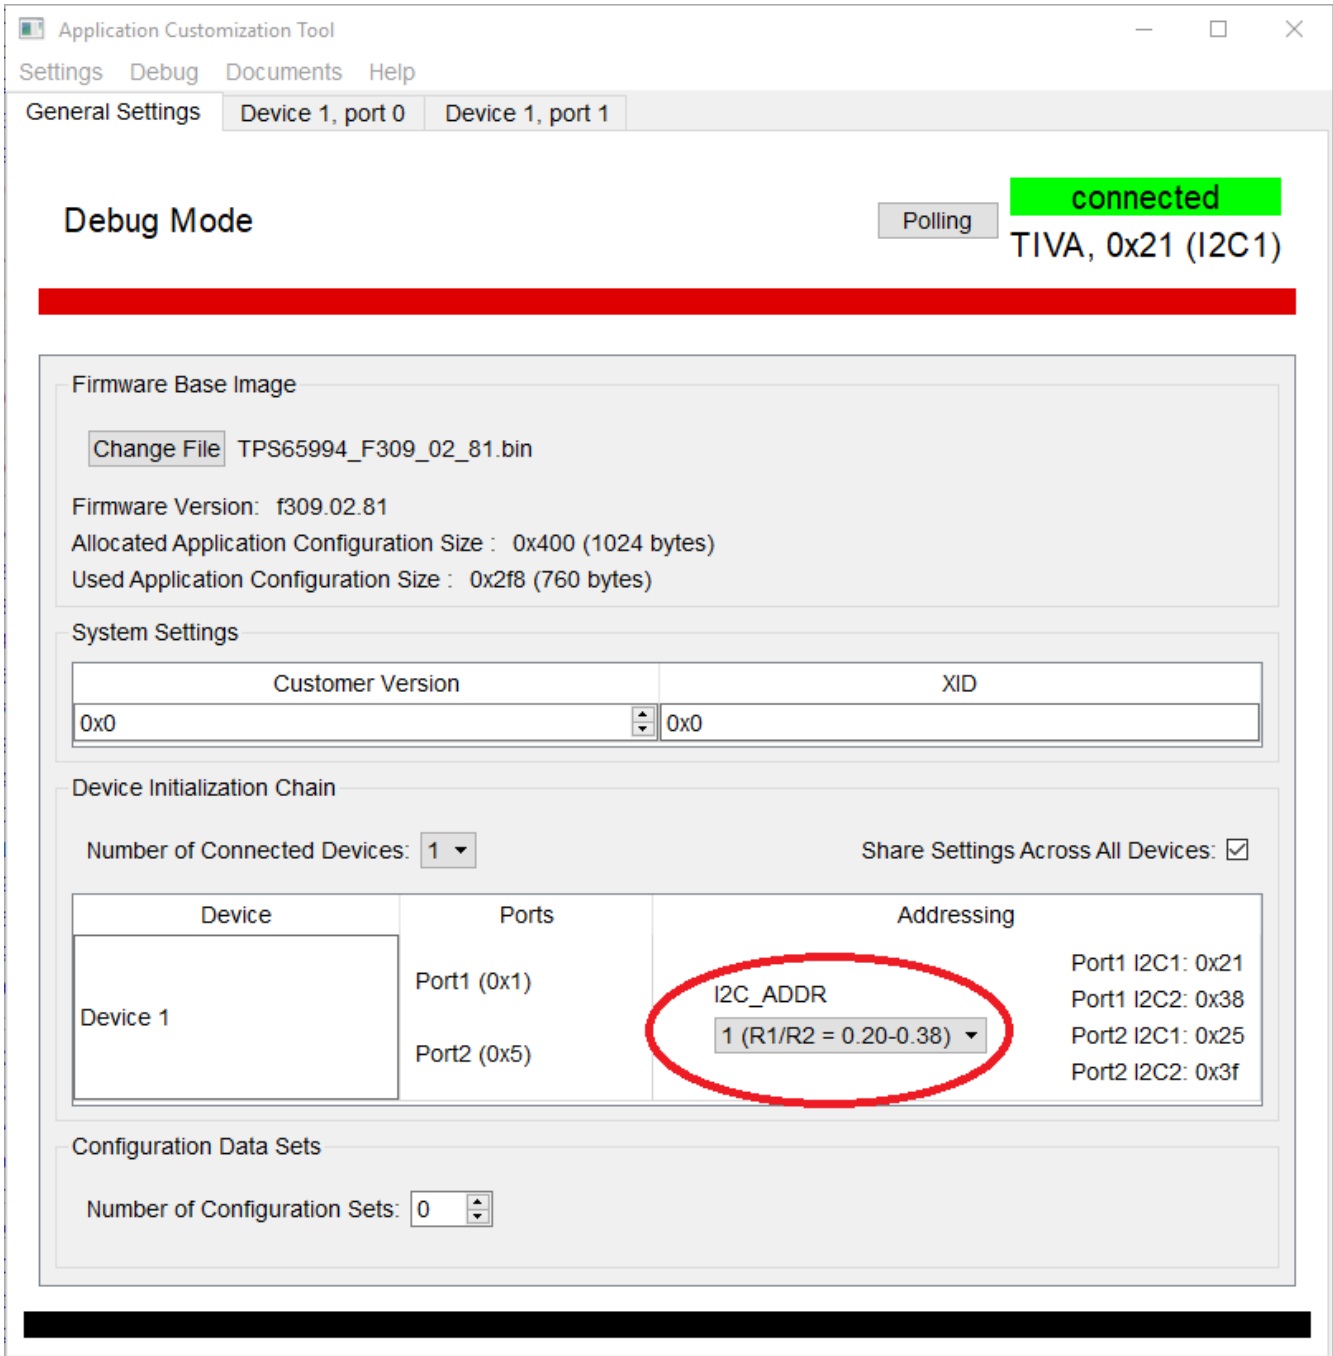 Application Customization Tool
Settings Debug Documents Help
General Settings Device 1, port 0 Device 1, port 1
Debug Mode
Polling
connected
TIVA, 0x21 (I2C1)
Firmware Base Image
Change File TPS65994_F309_02_81.bin
Firmware Version: f309.02.81
Allocated Application Configuration Size : 0x400 (1024 bytes)
Used Application Configuration Size : 0x2f8 (760 bytes)
System Settings
Customer Version XID
0x0 0x0
Device Initialization Chain
Number of Connected Devices: 1 Share Settings Across All Devices:
Device Ports Addressing
Device 1
Port1 (0x1)
Port2 (0x5)
I2C_ADDR
1 (R1/R2 = 0.20-0.38)
Port1 I2C1: 0x21
Port1 I2C2: 0x38
Port2 I2C1: 0x25
Port2 I2C2: 0x3f
Configuration Data Sets
Number of Configuration Sets: 0